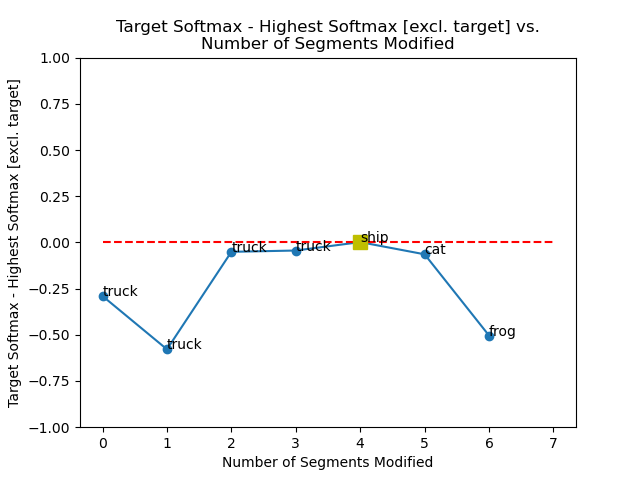 Target Softmax - Highest Softmax [excl. target] vs.
Number of Segments Modified
Target Softmax - Highest Softmax [excl. target]
1.00
0.75
0.50
0.25
0.00
−0.25
−0.50
−0.75
−1.00
truck
truck
truck
truck
ship
cat
frog
0 1 2 3 4 5 6 7
Number of Segments Modified